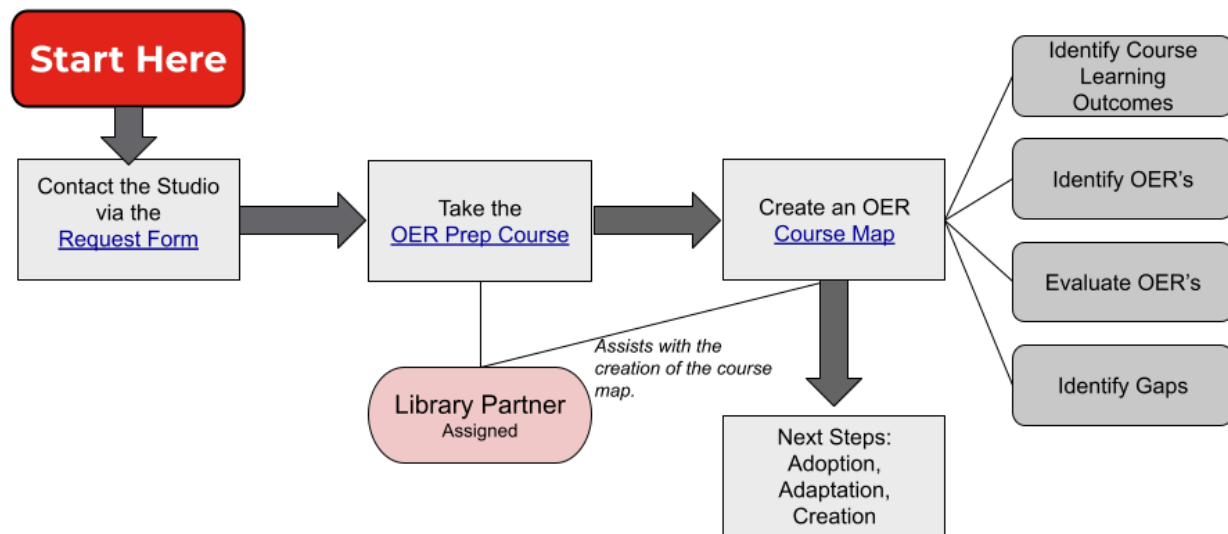 Start Here
Contact the Studio
via the
Request Form
Take the
OER Prep Course
Create an OER
Course Map
Identify Course
Learning
Outcomes
Identify OER's
Evaluate OER's
Identify Gaps
Assists with the
creation of the course
map.
Library Partner
Assigned
Next Steps:
Adoption,
Adaptation,
Creation